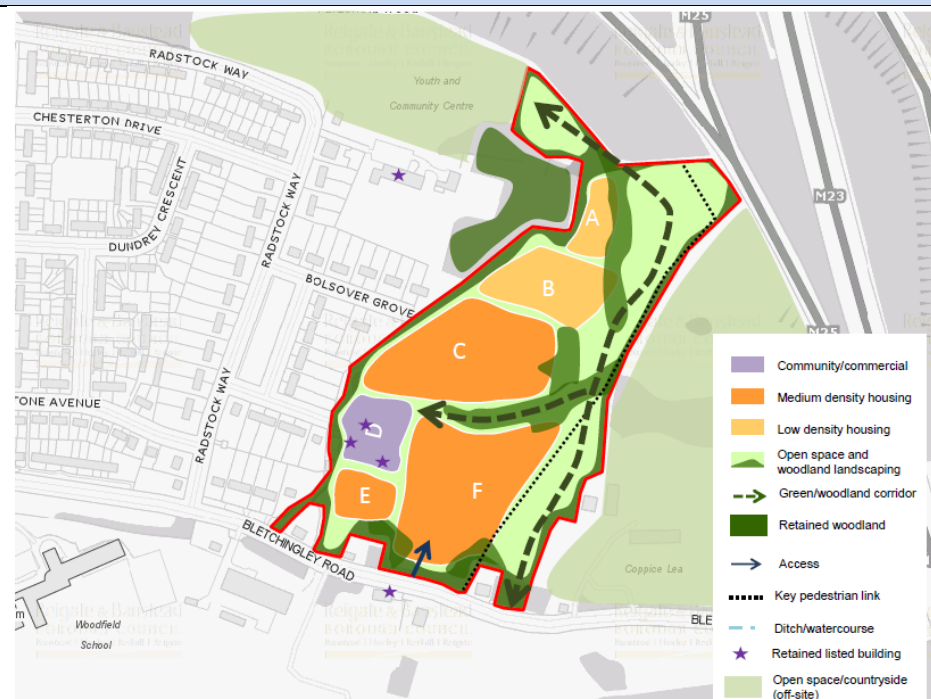 M25
RADSTOCK WAY
Youth and
Community Centre
CHESTERTON DRIVE
DUNDREY CRESCENT
RADSTOCK WAY
M23
A
BOLSOVER GROVE
B
M25
C
Community/commercial
Medium density housing
TONE AVENUE
RADSTOCK WAY
D
Low density housing
Open space and
woodland landscaping
E
F
Green/woodland corridor
Retained woodland
BLETCHINGLEY ROAD
Access
Coppice Lea
Key pedestrian link
Woodfield
School
BLE
Ditch/watercourse
Retained listed building
Open space/countryside
(off-site)